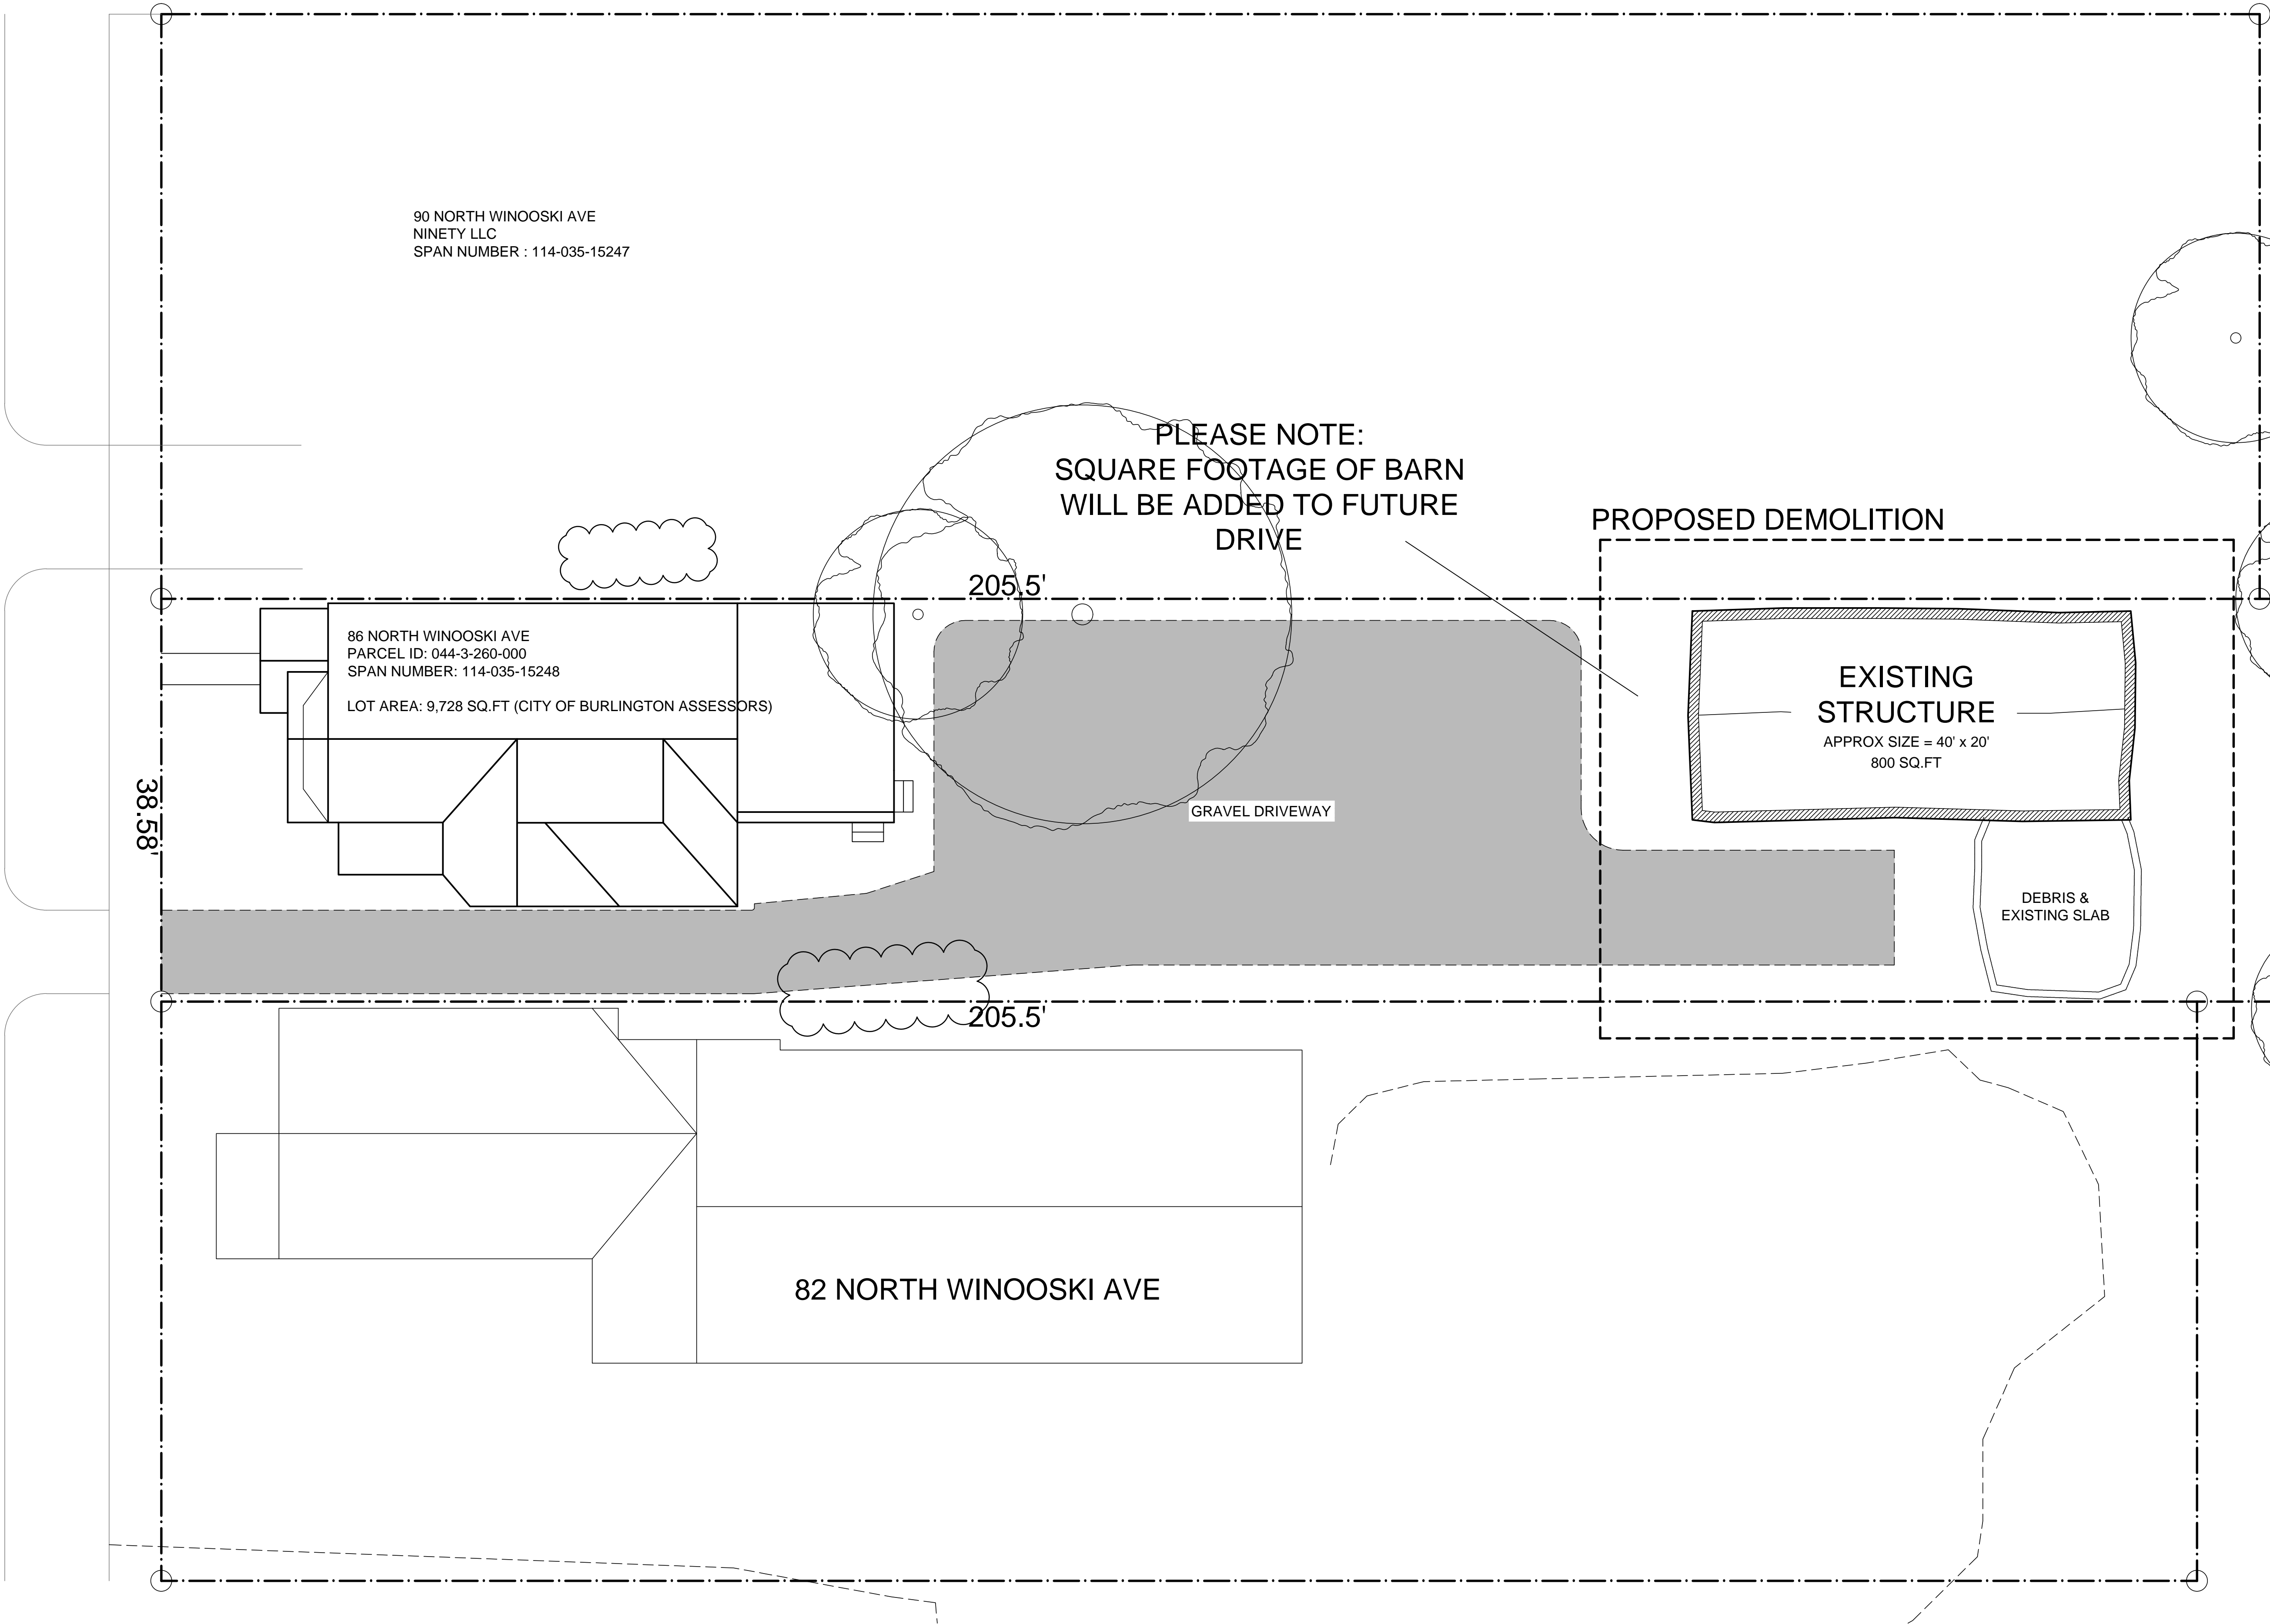 90 NORTH WINOOSKI AVE
NINETY LLC
SPAN NUMBER : 114-035-15247
PLEASE NOTE:
SQUARE FOOTAGE OF BARN
WILL BE ADDED TO FUTURE
DRIVE
PROPOSED DEMOLITION
205.5'
86 NORTH WINOOSKI AVE
PARCEL ID: 044-3-260-000
SPAN NUMBER: 114-035-15248
LOT AREA: 9,728 SQ.FT (CITY OF BURLINGTON ASSESSORS)
EXISTING
STRUCTURE
APPROX SIZE = 40' x 20'
800 SQ.FT
38.58'
GRAVEL DRIVEWAY
DEBRIS &
EXISTING SLAB
205.5'
82 NORTH WINOOSKI AVE